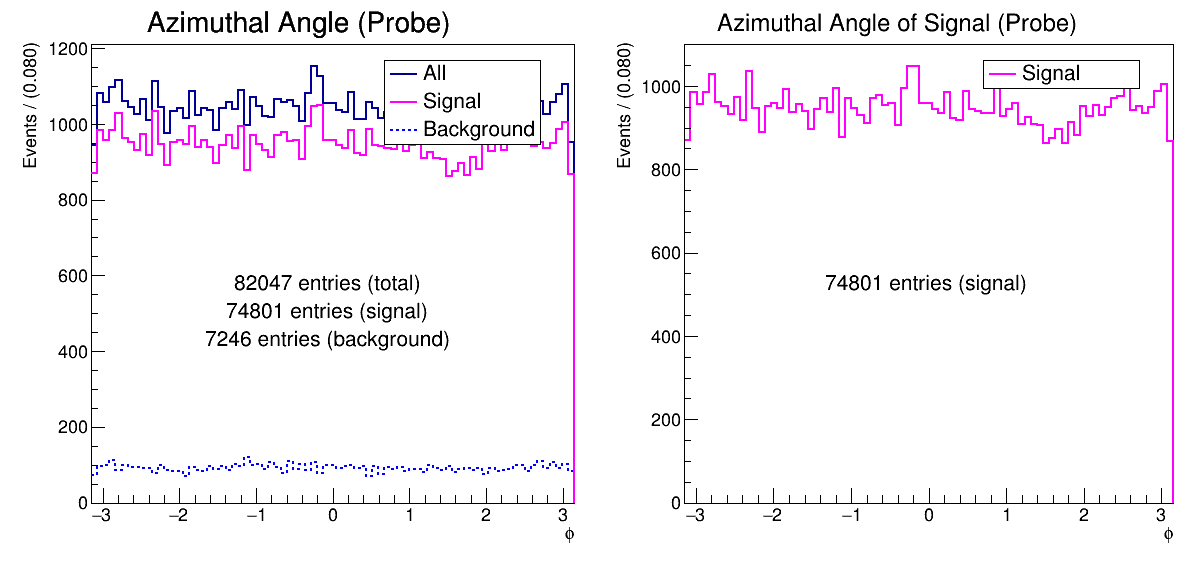 Azimuthal Angle (Probe)
Events / (0.080)
1200
1000
800
600
400
200
0
All
Signal
Background
82047 entries (total)
74801 entries (signal)
7246 entries (background)
−3 −2 −1 0 1 2 3
ϕ
Azimuthal Angle of Signal (Probe)
Events / (0.080)
1000
800
600
400
200
0
Signal
74801 entries (signal)
−3 −2 −1 0 1 2 3
ϕ